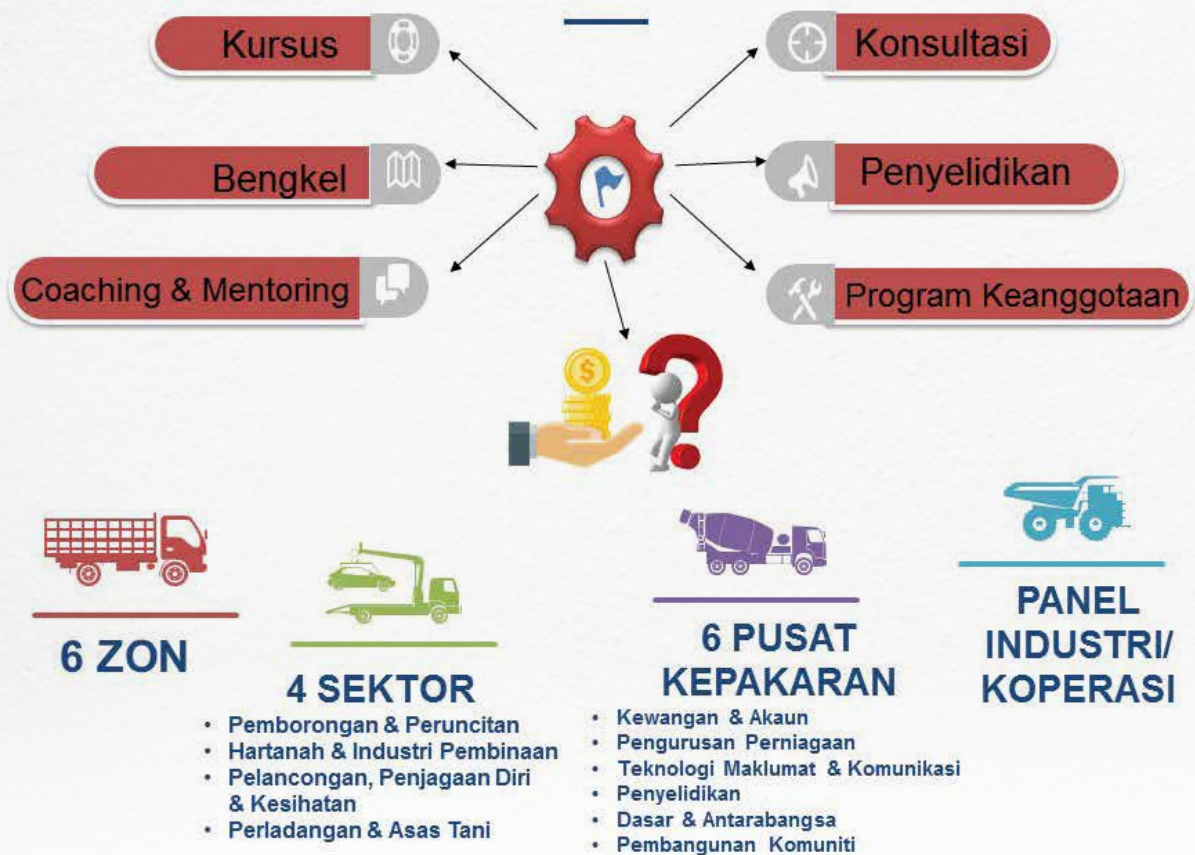 Kursus
Konsultasi
Bengkel
Penyelidikan
Coaching & Mentoring
Program Keanggotaan
$
?
6 ZON
4 SEKTOR
• Pemborongan & Peruncitan
• Hartanah & Industri Pembinaan
• Pelancongan, Penjagaan Diri
& Kesihatan
• Perladangan & Asas Tani
6 PUSAT
KEPAKARAN
• Kewangan & Akaun
• Pengurusan Perniagaan
• Teknologi Maklumat & Komunikasi
• Penyelidikan
• Dasar & Antarabangsa
• Pembangunan Komuniti
PANEL
INDUSTRI/
KOPERASI